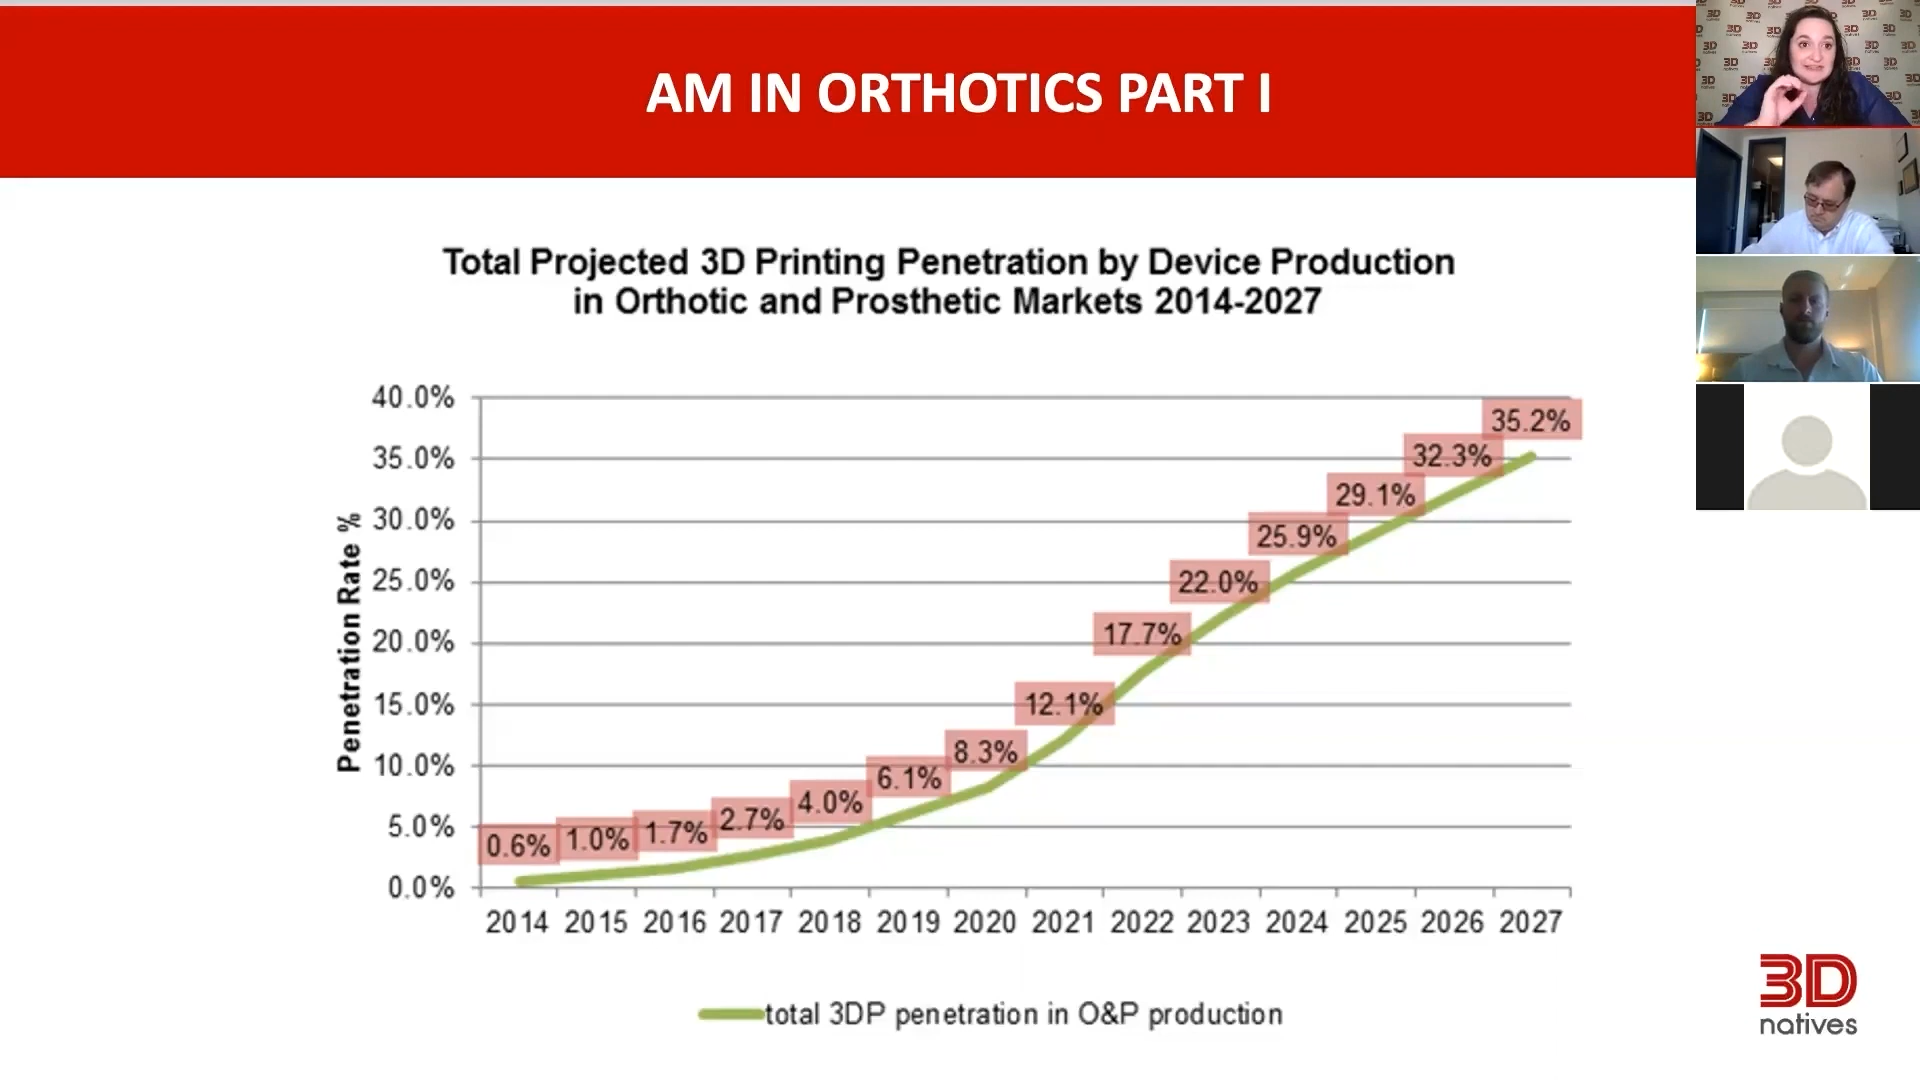 AM IN ORTHOTICS PART I
Total Projected 3D Printing Penetration by Device Production
in Orthotic and Prosthetic Markets 2014-2027
Penetration Rate %
40.0%
35.0%
30.0%
25.0%
20.0%
15.0%
10.0%
5.0%
0.0%
0.6%
1.0%
1.7%
2.7%
4.0%
6.1%
8.3%
12.1%
17.7%
22.0%
25.9%
29.1%
32.3%
35.2%
2014 2015 2016 2017 2018 2019 2020 2021 2022 2023 2024 2025 2026 2027
total 3DP penetration in O&P production
3D
natives